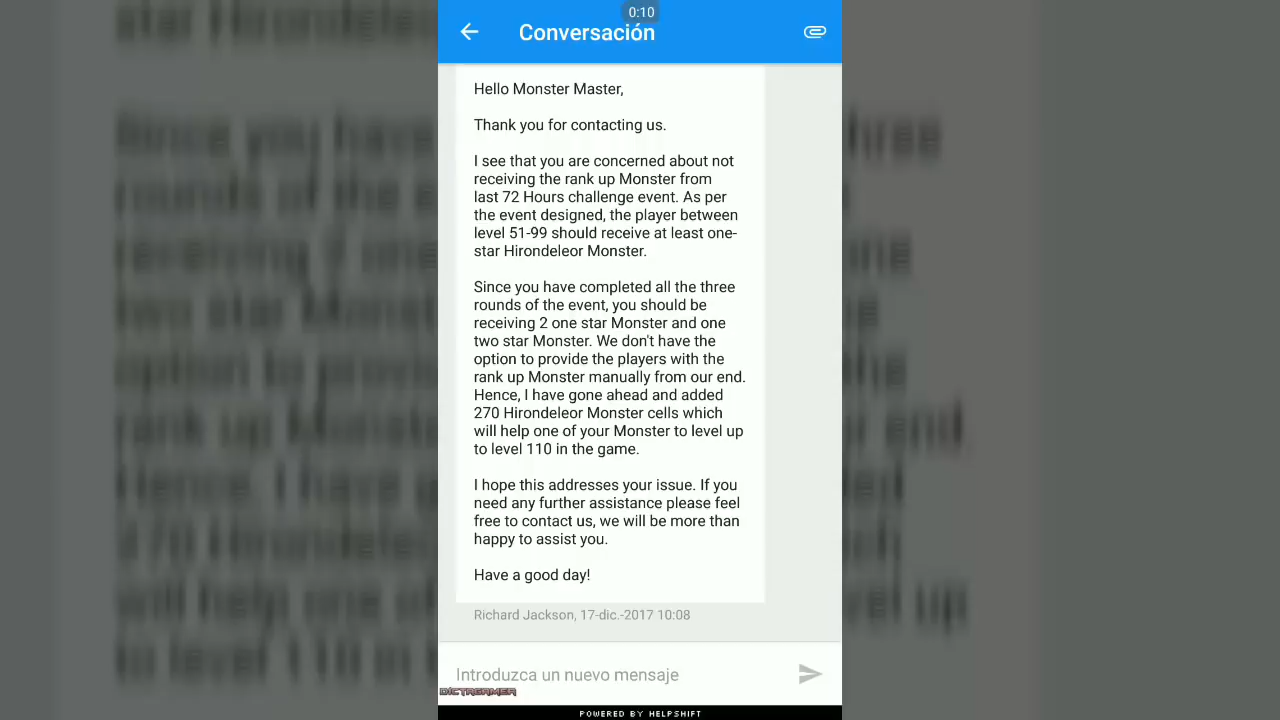 0:10
Conversación
Hello Monster Master,
Thank you for contacting us.
I see that you are concerned about not
receiving the rank up Monster from
last 72 Hours challenge event. As per
the event designed, the player between
level 51-99 should receive at least one-
star Hirondeleor Monster.
Since you have completed all the three
rounds of the event, you should be
receiving 2 one star Monster and one
two star Monster. We don't have the
option to provide the players with the
rank up Monster manually from our end.
Hence, I have gone ahead and added
270 Hirondeleor Monster cells which
will help one of your Monster to level up
to level 110 in the game.
I hope this addresses your issue. If you
need any further assistance please feel
free to contact us, we will be more than
happy to assist you.
Have a good day!
Richard Jackson, 17-dic.-2017 10:08
Introduzca un nuevo mensaje
DICTAGAMER
POWERED BY HELPSHIFT